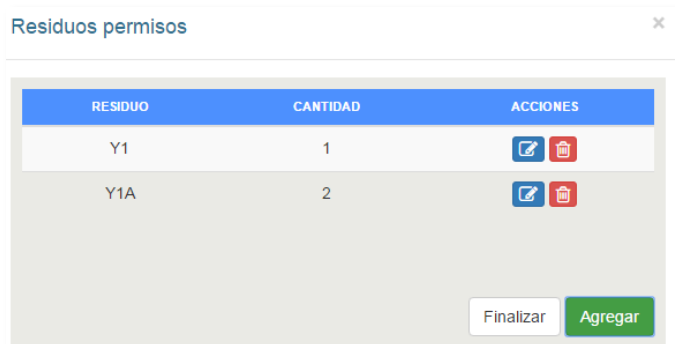 Residuos permisos ×
RESIDUO CANTIDAD ACCIONES
Y1 1
Y1A 2
Finalizar Agregar